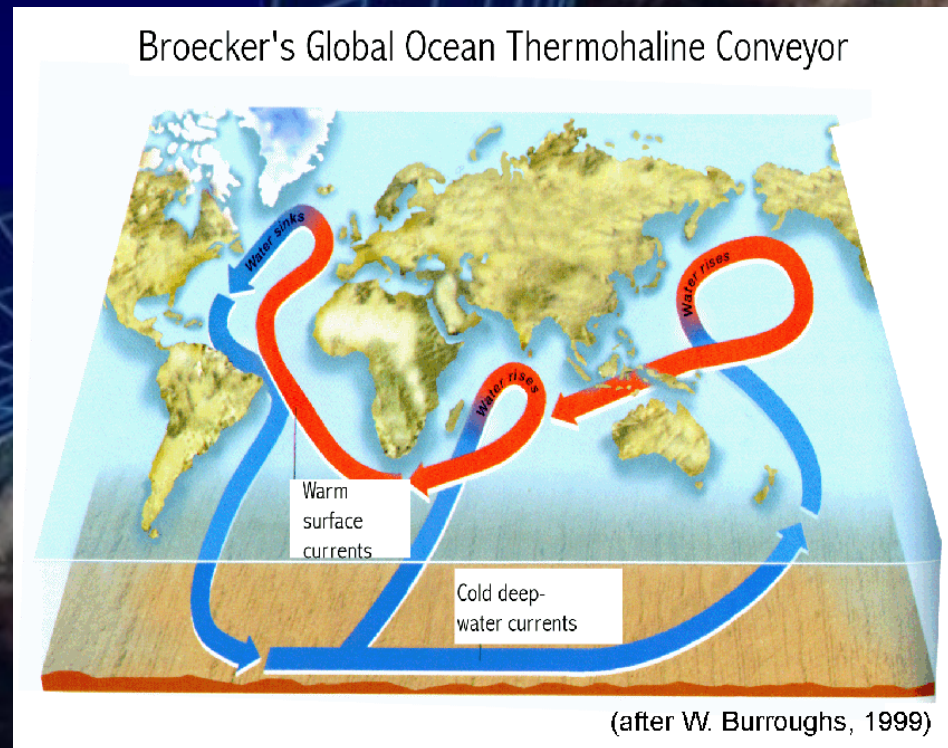 Broecker's Global Ocean Thermohaline Conveyor
Water sinks
Water rises
Water rises
Warm
surface
currents
Cold deep-
water currents
(after W. Burroughs, 1999)